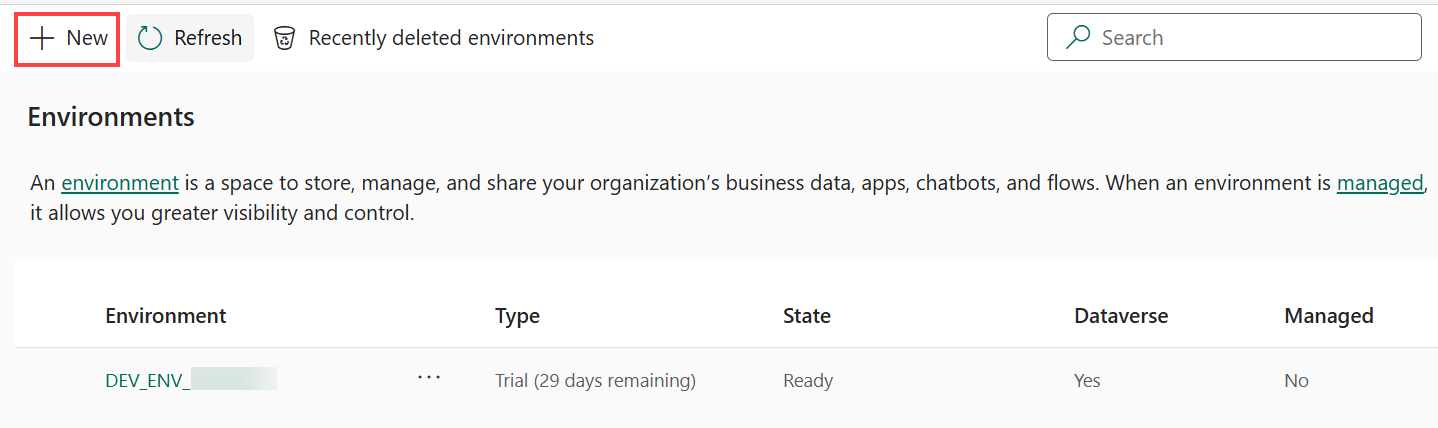 New Refresh Recently deleted environments Search
Environments
An environment is a space to store, manage, and share your organization’s business data, apps, chatbots, and flows. When an environment is managed,
it allows you greater visibility and control.
Environment Type State Dataverse Managed
DEV_ENV_ ... Trial (29 days remaining) Ready Yes No